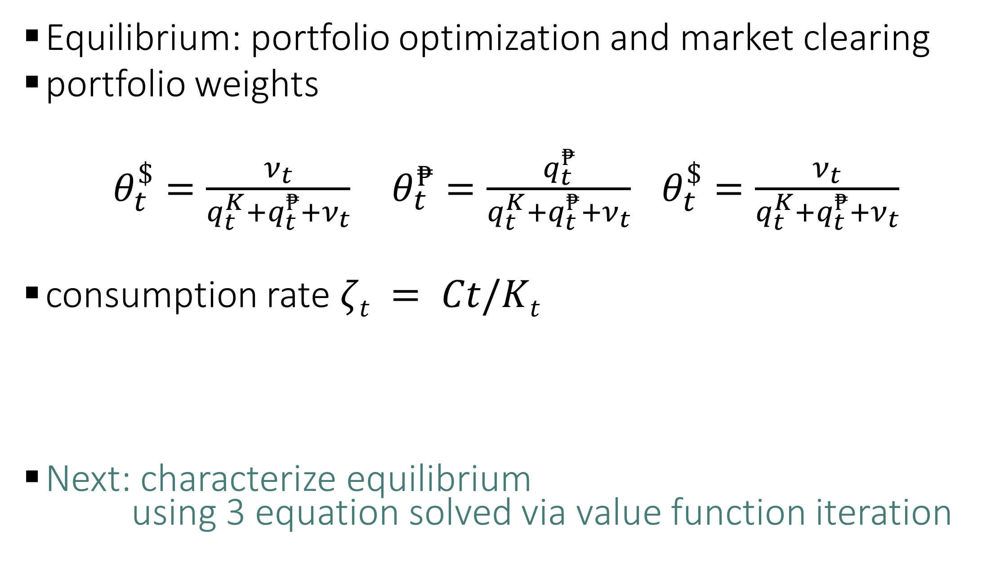 ▪ Equilibrium: portfolio optimization and market clearing
▪ portfolio weights
$\theta_t^{\$} = \frac{\nu_t}{q_t^K + q_t^{₱} + \nu_t}$ $\theta_t^{₱} = \frac{q_t^{₱}}{q_t^K + q_t^{₱} + \nu_t}$ $\theta_t^{\$} = \frac{\nu_t}{q_t^K + q_t^{₱} + \nu_t}$
▪ consumption rate $\zeta_t = Ct/K_t$
▪ Next: characterize equilibrium
using 3 equation solved via value function iteration